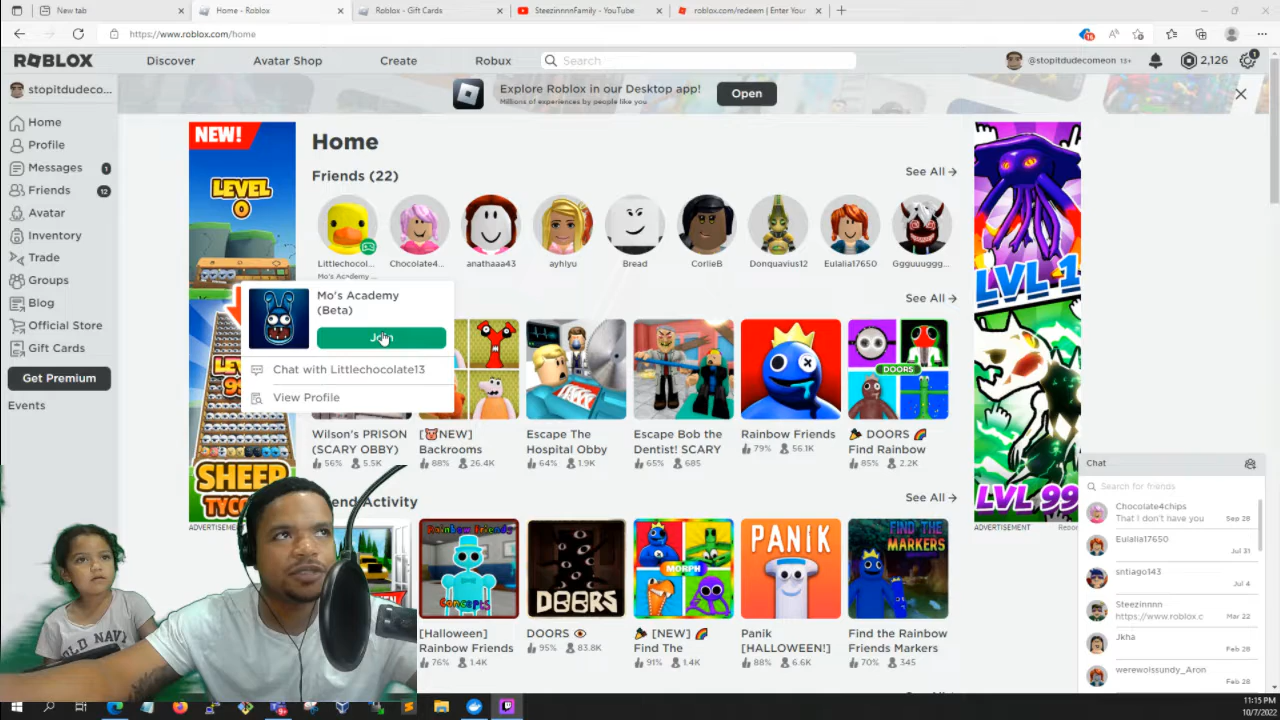 New tab
Home - Roblox
Roblox - Gift Cards
SteezinnnnFamily - YouTube
roblox.com/redeem | Enter Your
https://www.roblox.com/home
ROBLOX
Discover
Avatar Shop
Create
Robux
Search
@stopitdudecomeon 13+
2,126
1
stopitdudeco...
Explore Roblox in our Desktop app!
Millions of experiences by people like you
Open
Home
Profile
Messages 1
Friends 12
Avatar
Inventory
Trade
Groups
Blog
Official Store
Gift Cards
Get Premium
Events
NEW!
LEVEL
0
SHEEP
ADVERTISEMENT
Home
Friends (22)
See All →
Littlechocol...
Mo's Academy ...
Chocolate4...
anathaaa43
ayhlyu
Bread
CorlieB
Donquavius12
Eulalia17650
Ggguuuggg...
Mo's Academy
(Beta)
Join
Chat with Littlechocolate13
View Profile
See All →
DOORS
Wilson's PRISON
(SCARY OBBY)
56% 5.5K
[NEW]
Backrooms
88% 26.4K
Escape The
Hospital Obby
64% 1.9K
Escape Bob the
Dentist! SCARY
65% 685
Rainbow Friends
79% 56.1K
DOORS
Find Rainbow
85% 2.2K
end Activity
See All →
Rainbow Friends
Concepts
DOORS
MORPH
PANIK
FIND THE
MARKERS
[Halloween]
Rainbow Friends
76% 1.4K
DOORS
95% 83.8K
[NEW]
Find The
91% 1.4K
Panik
[HALLOWEEN!]
88% 6.6K
Find the Rainbow
Friends Markers
70% 345
LVL 1
LVL 99
ADVERTISEMENT
Repor
Chat
Search for friends
Chocolate4chips
That I don't have you
Sep 28
Eulalia17650
Jul 31
sntiago143
Jul 4
Steezinnnn
https://www.roblox.c
Mar 22
Jkha
Feb 28
werewolssundy_Aron
Feb 28
OLD NAVY
11:15 PM
10/7/2022